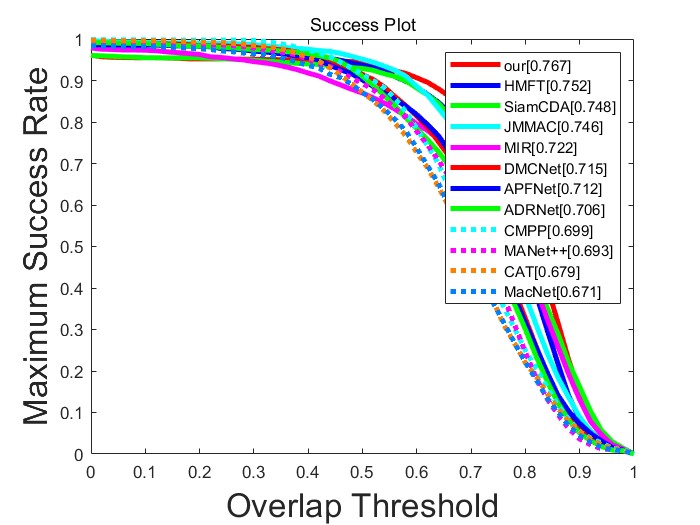 Success Plot
Maximum Success Rate
1
0.9
0.8
0.7
0.6
0.5
0.4
0.3
0.2
0.1
0
our[0.767]
HMFT[0.752]
SiamCDA[0.748]
JMMAC[0.746]
MIR[0.722]
DMCNet[0.715]
APFNet[0.712]
ADRNet[0.706]
CMPP[0.699]
MANet++[0.693]
CAT[0.679]
MacNet[0.671]
0 0.1 0.2 0.3 0.4 0.5 0.6 0.7 0.8 0.9 1
Overlap Threshold